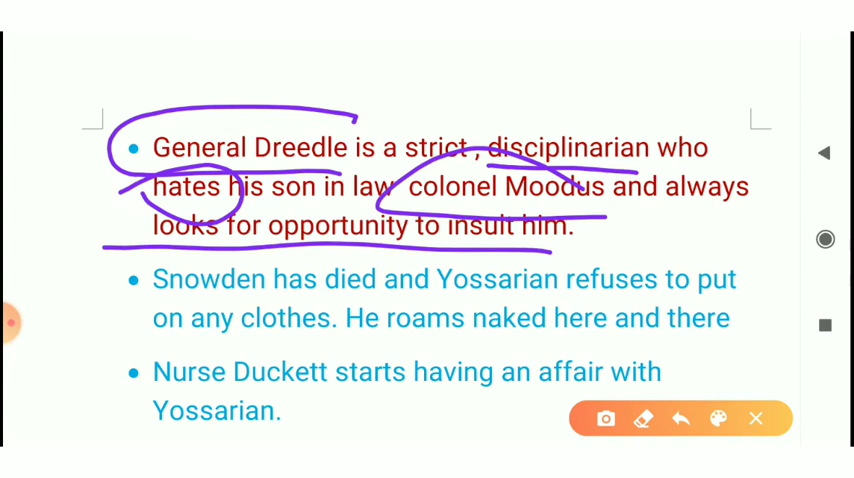 General Dreedle is a strict , disciplinarian who
hates his son in law, colonel Moodus and always
looks for opportunity to insult him.
Snowden has died and Yossarian refuses to put
on any clothes. He roams naked here and there
Nurse Duckett starts having an affair with
Yossarian.